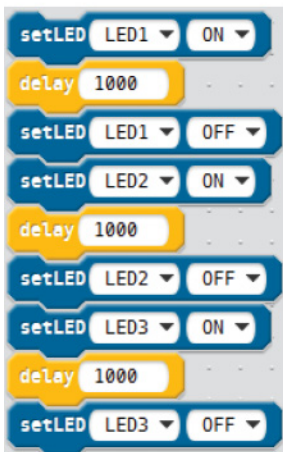 setLED LED1 ON
delay 1000
setLED LED1 OFF
setLED LED2 ON
delay 1000
setLED LED2 OFF
setLED LED3 ON
delay 1000
setLED LED3 OFF